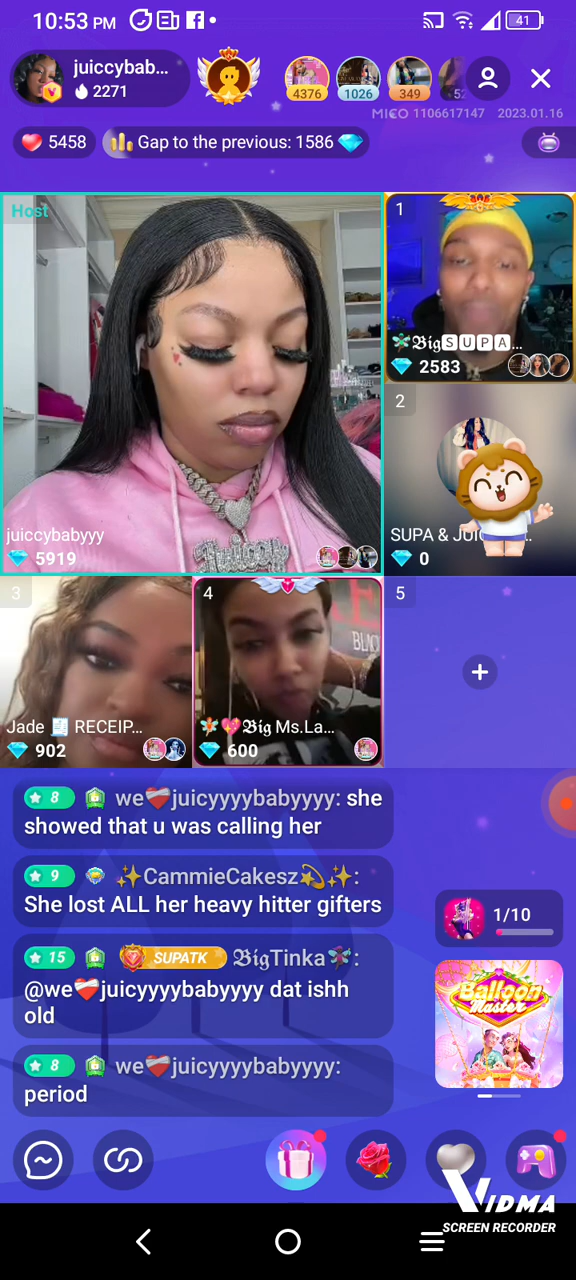 10:53 PM
41
juiccybab...
2271
4376
1026
349
52
MICO 1106617147 2023.01.16
5458
Gap to the previous: 1586
Host
juiccybabyyy
5919
1
𝕭𝖎𝖌🆂🆄🅿🅰...
2583
2
SUPA &
0
3
Jade 🧾 RECEIP...
902
4
𝕭𝖎𝖌 Ms.La...
600
5
+
8 we❤️‍🩹juicyyyybabyyyy: she
showed that u was calling her
9 ✨CammieCakesz💫✨:
She lost ALL her heavy hitter gifters
15 SUPATK 𝕭𝖎𝖌Tinka🧚:
@we❤️‍🩹juicyyyybabyyyy dat ishh
old
8 we❤️‍🩹juicyyyybabyyyy:
period
1/10
Balloon
Master
VIDMA
SCREEN RECORDER